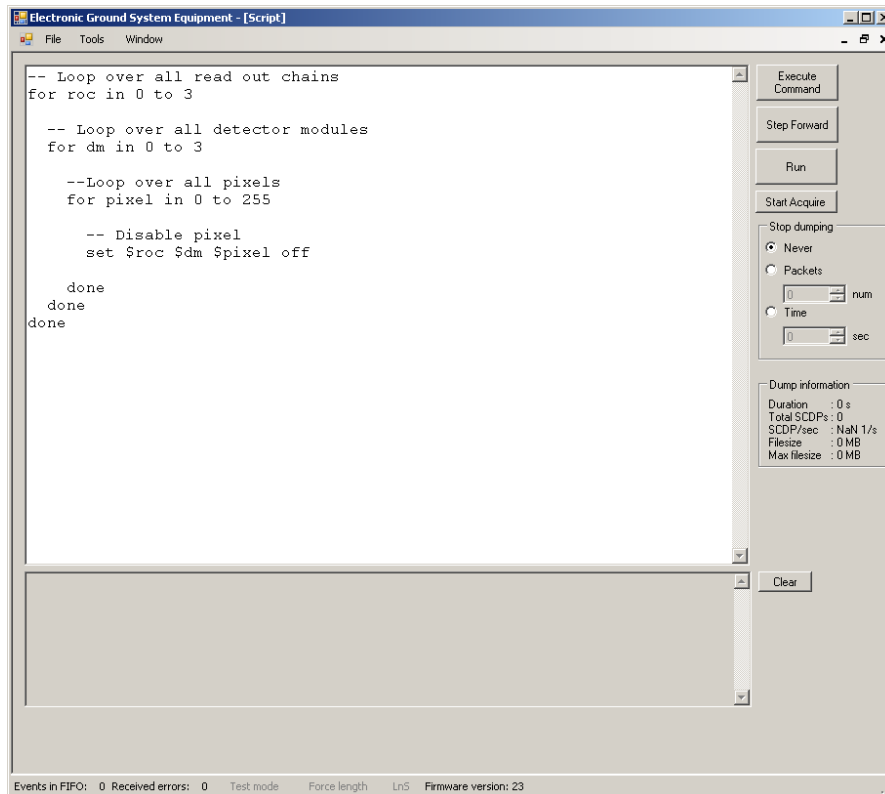 Electronic Ground System Equipment - [Script]
File Tools Window
-- Loop over all read out chains
for roc in 0 to 3
-- Loop over all detector modules
for dm in 0 to 3
--Loop over all pixels
for pixel in 0 to 255
-- Disable pixel
set $roc $dm $pixel off
done
done
done
Execute
Command
Step Forward
Run
Start Acquire
Stop dumping
Never
Packets
0 num
Time
0 sec
Dump information
Duration : 0 s
Total SCDPs : 0
SCDP/sec : NaN 1/s
Filesize : 0 MB
Max filesize : 0 MB
Clear
Events in FIFO: 0 Received errors: 0 Test mode Force length LnS Firmware version: 23